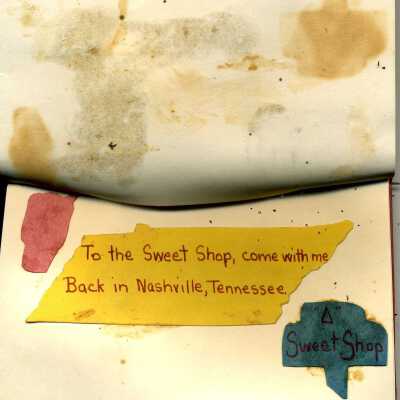 To the Sweet Shop, come with me
Back in Nashville, Tennessee.
"Δ"
Sweet Shop